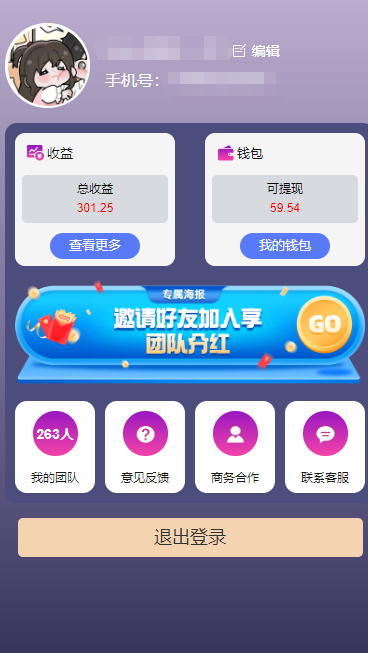 编辑
手机号:
收益
钱包
总收益
可提现
301.25
59.54
查看更多
我的钱包
专属海报
邀请好友加入享
团队分红
GO
263人
我的团队
意见反馈
商务合作
联系客服
退出登录